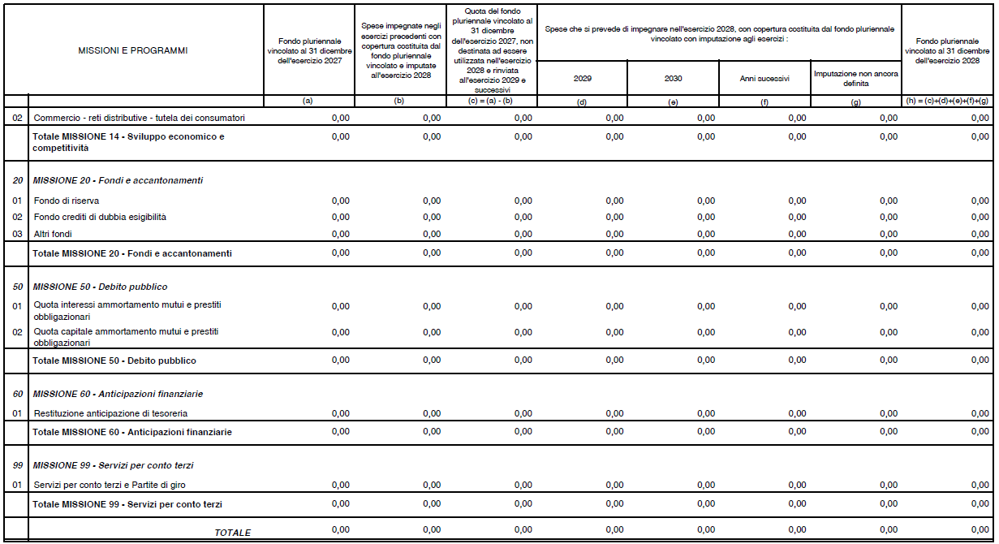 MISSIONI E PROGRAMMI
Fondo pluriennale
vincolato al 31 dicembre
dell'esercizio 2027
Spese impegnate negli
esercizi precedenti con
copertura costituita dal
fondo pluriennale
vincolato e imputate
all'esercizio 2028
Quota del fondo
pluriennale vincolato al
31 dicembre
dell'esercizio 2027, non
destinata ad essere
utilizzata nell'esercizio
2028 e rinviata
all'esercizio 2029 e
successivi
Spese che si prevede di impegnare nell'esercizio 2028, con copertura costituita dal fondo pluriennale
vincolato con imputazione agli esercizi :
2029
2030
Anni sucessivi
Imputazione non ancora
definita
Fondo pluriennale
vincolato al 31 dicembre
dell'esercizio 2028
(a) (b) (c) = (a) - (b) (d) (e) (f) (g) (h) = (c)+(d)+(e)+(f)+(g)
02 Commercio - reti distributive - tutela dei consumatori 0,00 0,00 0,00 0,00 0,00 0,00 0,00 0,00
Totale MISSIONE 14 - Sviluppo economico e 0,00 0,00 0,00 0,00 0,00 0,00 0,00 0,00
competitività
20 MISSIONE 20 - Fondi e accantonamenti
01 Fondo di riserva 0,00 0,00 0,00 0,00 0,00 0,00 0,00 0,00
02 Fondo crediti di dubbia esigibilità 0,00 0,00 0,00 0,00 0,00 0,00 0,00 0,00
03 Altri fondi 0,00 0,00 0,00 0,00 0,00 0,00 0,00 0,00
Totale MISSIONE 20 - Fondi e accantonamenti 0,00 0,00 0,00 0,00 0,00 0,00 0,00 0,00
50 MISSIONE 50 - Debito pubblico
01 Quota interessi ammortamento mutui e prestiti 0,00 0,00 0,00 0,00 0,00 0,00 0,00 0,00
obbligazionari
02 Quota capitale ammortamento mutui e prestiti 0,00 0,00 0,00 0,00 0,00 0,00 0,00 0,00
obbligazionari
Totale MISSIONE 50 - Debito pubblico 0,00 0,00 0,00 0,00 0,00 0,00 0,00 0,00
60 MISSIONE 60 - Anticipazioni finanziarie
01 Restituzione anticipazione di tesoreria 0,00 0,00 0,00 0,00 0,00 0,00 0,00 0,00
Totale MISSIONE 60 - Anticipazioni finanziarie 0,00 0,00 0,00 0,00 0,00 0,00 0,00 0,00
99 MISSIONE 99 - Servizi per conto terzi
01 Servizi per conto terzi e Partite di giro 0,00 0,00 0,00 0,00 0,00 0,00 0,00 0,00
Totale MISSIONE 99 - Servizi per conto terzi 0,00 0,00 0,00 0,00 0,00 0,00 0,00 0,00
TOTALE 0,00 0,00 0,00 0,00 0,00 0,00 0,00 0,00